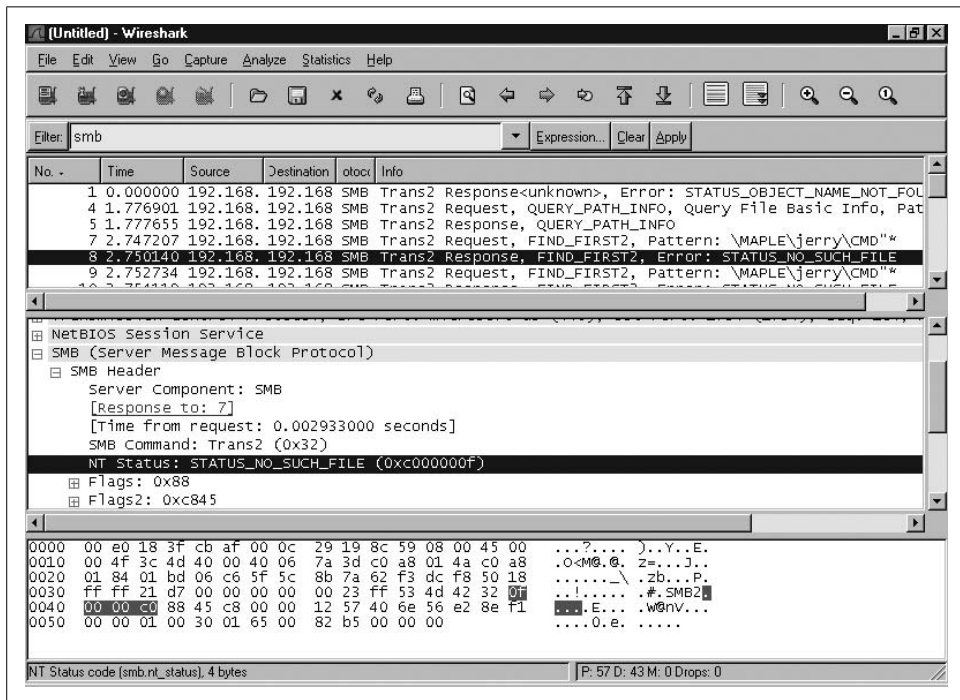 (Untitled) - Wireshark
File Edit View Go Capture Analyze Statistics Help
Filter: smb Expression... Clear Apply
No. - Time Source Destination otocc Info
1 0.000000 192.168. 192.168 SMB Trans2 Response<unknown>, Error: STATUS_OBJECT_NAME_NOT_FOU
4 1.776901 192.168. 192.168 SMB Trans2 Request, QUERY_PATH_INFO, Query File Basic Info, Pat
5 1.777655 192.168. 192.168 SMB Trans2 Response, QUERY_PATH_INFO
7 2.747207 192.168. 192.168 SMB Trans2 Request, FIND_FIRST2, Pattern: \MAPLE\jerry\CMD"*
8 2.750140 192.168. 192.168 SMB Trans2 Response, FIND_FIRST2, Error: STATUS_NO_SUCH_FILE
9 2.752734 192.168. 192.168 SMB Trans2 Request, FIND_FIRST2, Pattern: \MAPLE\jerry\CMD"*
NetBIOS Session Service
SMB (Server Message Block Protocol)
SMB Header
Server Component: SMB
[Response to: 7]
[Time from request: 0.002933000 seconds]
SMB Command: Trans2 (0x32)
NT Status: STATUS_NO_SUCH_FILE (0xc000000f)
Flags: 0x88
Flags2: 0xc845
0000 00 e0 18 3f cb af 00 0c 29 19 8c 59 08 00 45 00 ...?.... )..Y..E.
0010 00 4f 3c 4d 40 00 40 06 7a 3d c0 a8 01 4a c0 a8 .O<M@.@. z=...J..
0020 01 84 01 bd 06 c6 5f 5c 8b 7a 62 f3 dc f8 50 18 ......_\ .zb...P.
0030 ff ff 21 d7 00 00 00 00 00 23 ff 53 4d 42 32 0f ..!..... .#.SMB2.
0040 00 00 c0 88 45 c8 00 00 12 57 40 6e 56 e2 8e f1 ....E... .W@nV...
0050 00 00 01 00 30 01 65 00 82 b5 00 00 00 ....0.e. .....
NT Status code (smb.nt_status), 4 bytes P: 57 D: 43 M: 0 Drops: 0